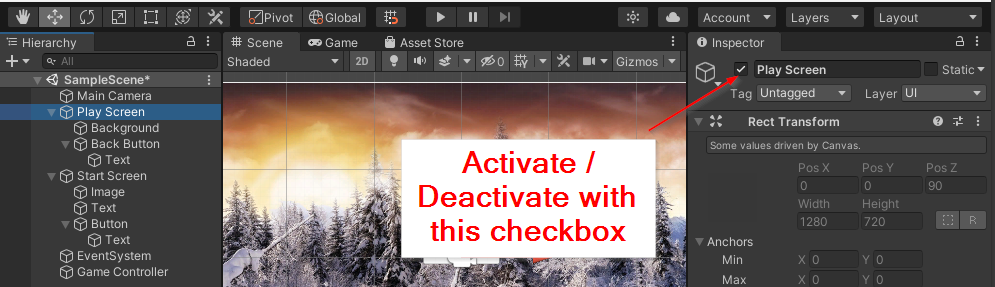 Pivot
Global
Account
Layers
Layout
Hierarchy
All
SampleScene*
Main Camera
Play Screen
Background
Back Button
Text
Start Screen
Image
Text
Button
Text
EventSystem
Game Controller
Scene
Game
Asset Store
Shaded
2D
0
Gizmos
Activate /
Deactivate with
this checkbox
Inspector
Play Screen
Static
Tag Untagged Layer UI
Rect Transform
Some values driven by Canvas.
Pos X Pos Y Pos Z
0 0 90
Width Height
1280 720
R
Anchors
Min X 0 Y 0
Max X 0 Y 0